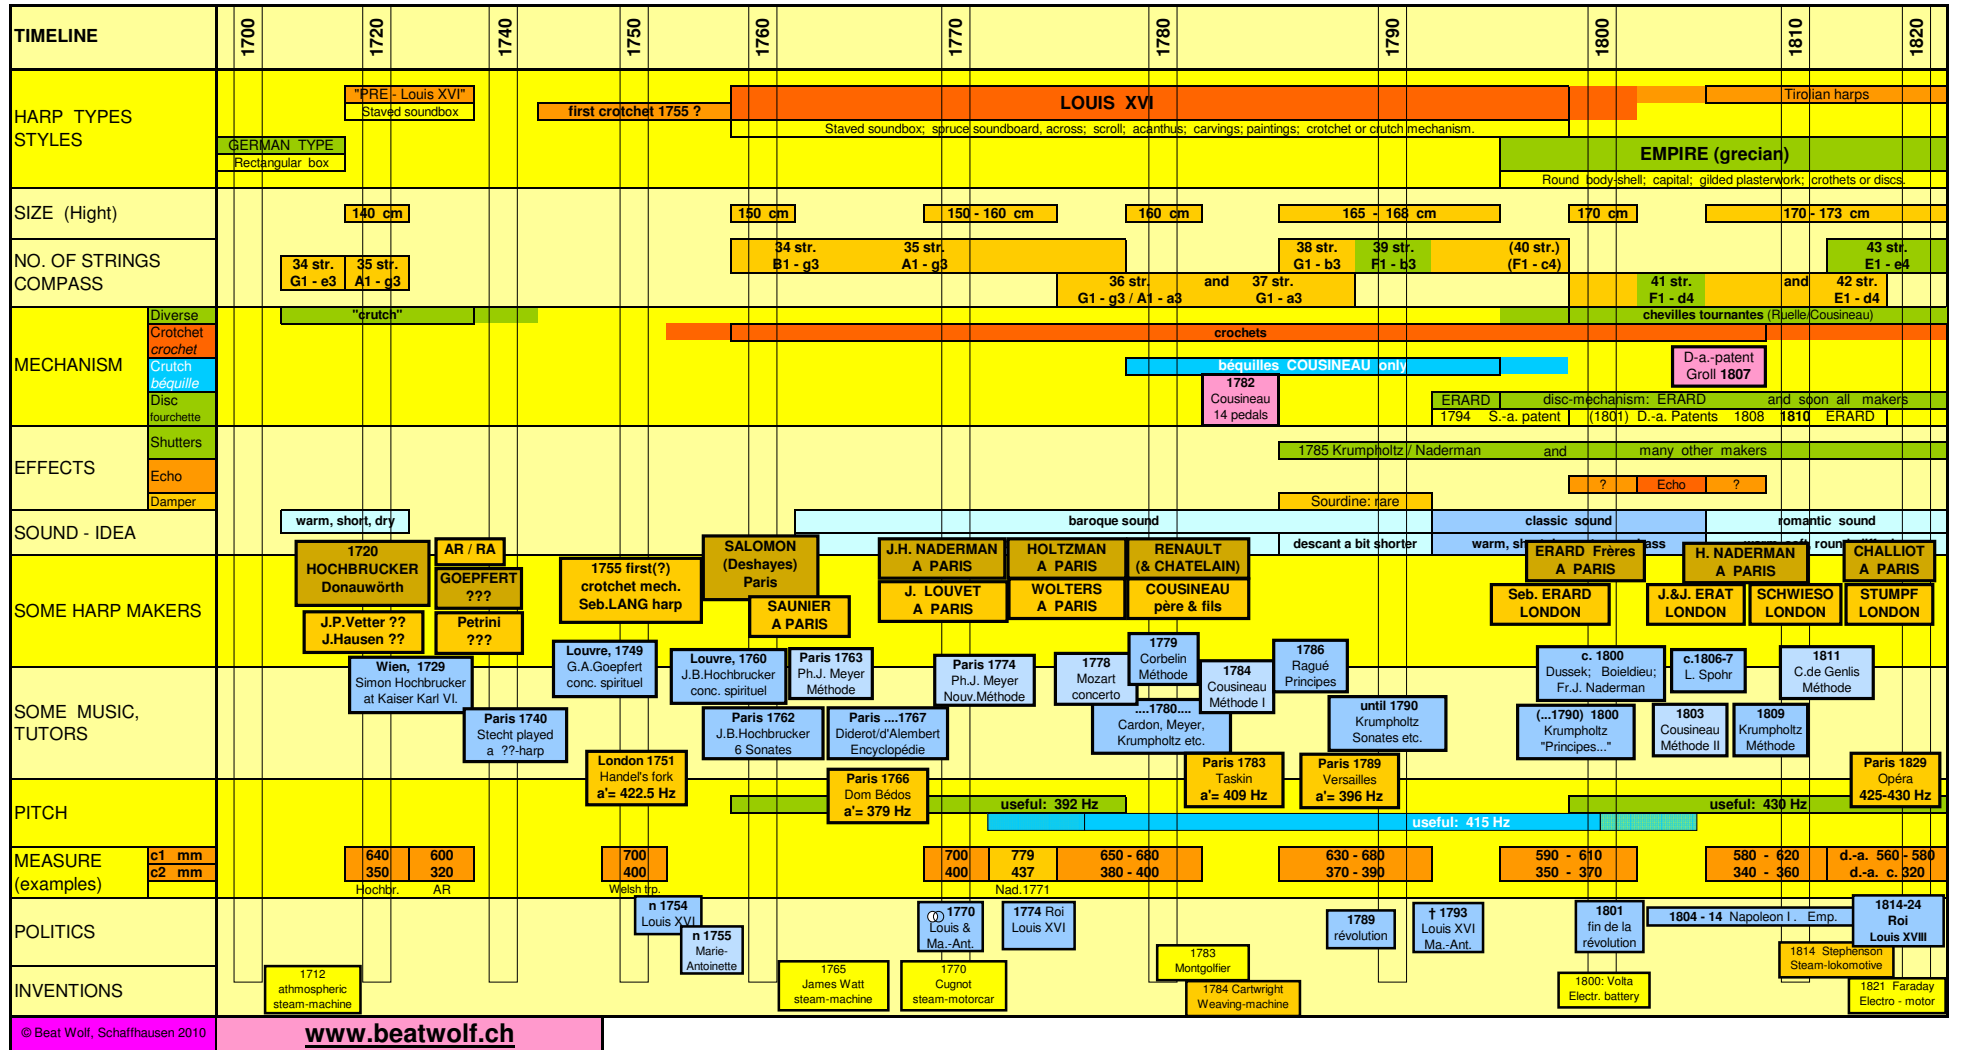 TIMELINE
1700
1720
1740
1750
1760
1770
1780
1790
1800
1810
1820
HARP TYPES
STYLES
"PRE - Louis XVI"
Staved soundbox
GERMAN TYPE
Rectangular box
first crotchet 1755 ?
LOUIS XVI
Staved soundbox; spruce soundboard, across; scroll; acanthus; carvings; paintings; crotchet or crutch mechanism.
Tirolian harps
EMPIRE (grecian)
Round body-shell; capital; gilded plasterwork; crothets or discs.
SIZE (Hight)
140 cm
150 cm
150 - 160 cm
160 cm
165 - 168 cm
170 cm
170 - 173 cm
NO. OF STRINGS
COMPASS
34 str.
G1 - e3
35 str.
A1 - g3
34 str.
B1 - g3
35 str.
A1 - g3
36 str. and 37 str.
G1 - g3 / A1 - a3 G1 - a3
38 str.
G1 - b3
39 str.
F1 - b3
(40 str.)
(F1 - c4)
41 str. and 42 str.
F1 - d4 E1 - d4
43 str.
E1 - e4
MECHANISM
Diverse
Crotchet
crochet
Crutch
béquille
Disc
fourchette
"crutch"
chevilles tournantes (Ruelle/Cousineau)
crochets
béquilles COUSINEAU only
1782
Cousineau
14 pedals
D-a.-patent
Groll 1807
ERARD disc-mechanism: ERARD and soon all makers
1794 S.-a. patent (1801) D.-a. Patents 1808 1810 ERARD
EFFECTS
Shutters
Echo
Damper
1785 Krumpholtz / Naderman and many other makers
? Echo ?
Sourdine: rare
SOUND - IDEA
warm, short, dry
baroque sound
descant a bit shorter
classic sound
romantic sound
SOME HARP MAKERS
1720
HOCHBRUCKER
Donauwörth
AR / RA
GOEPFERT
???
J.P.Vetter ??
J.Hausen ??
Petrini
???
1755 first(?)
crotchet mech.
Seb.LANG harp
SALOMON
(Deshayes)
Paris
SAUNIER
A PARIS
J.H. NADERMAN
A PARIS
J. LOUVET
A PARIS
HOLTZMAN
A PARIS
WOLTERS
A PARIS
RENAULT
(& CHATELAIN)
COUSINEAU
père & fils
ERARD Frères
A PARIS
Seb. ERARD
LONDON
H. NADERMAN
A PARIS
J.&J. ERAT
LONDON
SCHWIESO
LONDON
CHALLIOT
A PARIS
STUMPF
LONDON
SOME MUSIC,
TUTORS
Wien, 1729
Simon Hochbrucker
at Kaiser Karl VI.
Paris 1740
Stecht played
a ??-harp
Louvre, 1749
G.A.Goepfert
conc. spirituel
Louvre, 1760
J.B.Hochbrucker
conc. spirituel
Paris 1762
J.B.Hochbrucker
6 Sonates
Paris 1763
Ph.J. Meyer
Méthode
Paris ....1767
Diderot/d'Alembert
Encyclopédie
Paris 1774
Ph.J. Meyer
Nouv.Méthode
1778
Mozart
concerto
1779
Corbelin
Méthode
....1780....
Cardon, Meyer,
Krumpholtz etc.
1784
Cousineau
Méthode I
1786
Ragué
Principes
until 1790
Krumpholtz
Sonates etc.
c. 1800
Dussek; Boieldieu;
Fr.J. Naderman
(...1790) 1800
Krumpholtz
"Principes..."
c.1806-7
L. Spohr
1803
Cousineau
Méthode II
1809
Krumpholtz
Méthode
1811
C.de Genlis
Méthode
PITCH
London 1751
Handel's fork
a'= 422.5 Hz
Paris 1766
Dom Bédos
a'= 379 Hz
useful: 392 Hz
Paris 1783
Taskin
a'= 409 Hz
Paris 1789
Versailles
a'= 396 Hz
useful: 415 Hz
useful: 430 Hz
Paris 1829
Opéra
425-430 Hz
MEASURE
(examples)
c1 mm
c2 mm
640
350
Hochbr.
600
320
AR
700
400
Welsh trp.
700
400
779
437
Nad.1771
650 - 680
380 - 400
630 - 680
370 - 390
590 - 610
350 - 370
580 - 620
340 - 360
d.-a. 560 - 580
d.-a. c. 320
POLITICS
n 1754
Louis XVI
n 1755
Marie-
Antoinette
1770
Louis &
Ma.-Ant.
1774 Roi
Louis XVI
1789
révolution
† 1793
Louis XVI
Ma.-Ant.
1801
fin de la
révolution
1804 - 14 Napoleon I . Emp.
1814-24
Roi
Louis XVIII
INVENTIONS
1712
athmospheric
steam-machine
1765
James Watt
steam-machine
1770
Cugnot
steam-motorcar
1783
Montgolfier
1784 Cartwright
Weaving-machine
1800: Volta
Electr. battery
1814 Stephenson
Steam-lokomotive
1821 Faraday
Electro - motor
© Beat Wolf, Schaffhausen 2010
www.beatwolf.ch